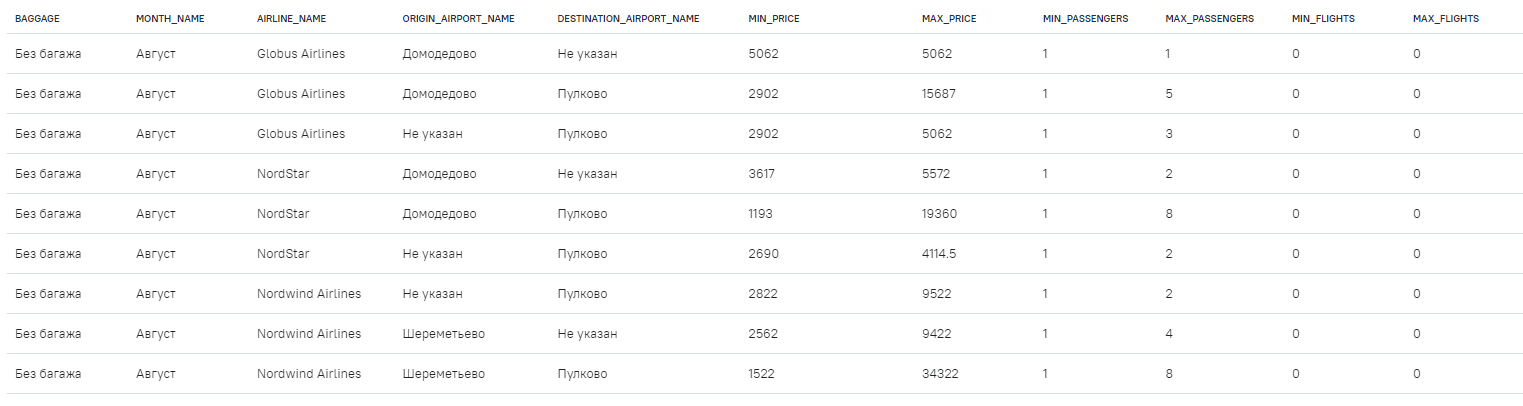 BAGGAGE MONTH_NAME AIRLINE_NAME ORIGIN_AIRPORT_NAME DESTINATION_AIRPORT_NAME MIN_PRICE MAX_PRICE MIN_PASSENGERS MAX_PASSENGERS MIN_FLIGHTS MAX_FLIGHTS
Без багажа Август Globus Airlines Домодедово Не указан 5062 5062 1 1 0 0
Без багажа Август Globus Airlines Домодедово Пулково 2902 15687 1 5 0 0
Без багажа Август Globus Airlines Не указан Пулково 2902 5062 1 3 0 0
Без багажа Август NordStar Домодедово Не указан 3617 5572 1 2 0 0
Без багажа Август NordStar Домодедово Пулково 1193 19360 1 8 0 0
Без багажа Август NordStar Не указан Пулково 2690 4114.5 1 2 0 0
Без багажа Август Nordwind Airlines Не указан Пулково 2822 9522 1 2 0 0
Без багажа Август Nordwind Airlines Шереметьево Не указан 2562 9422 1 4 0 0
Без багажа Август Nordwind Airlines Шереметьево Пулково 1522 34322 1 8 0 0